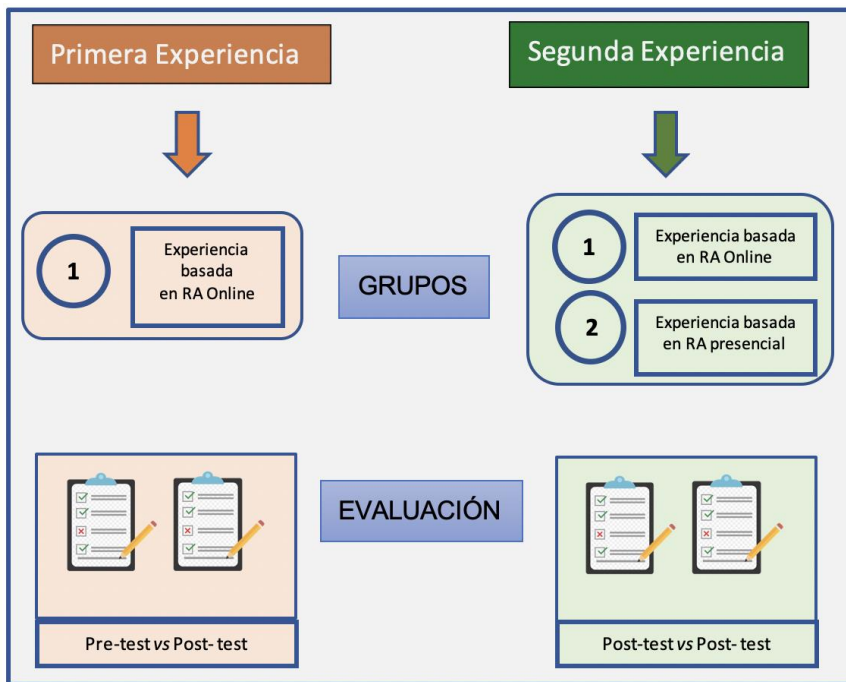 Primera Experiencia
Segunda Experiencia
1
Experiencia
basada
en RA Online
GRUPOS
1
Experiencia basada
en RA Online
2
Experiencia basada
en RA presencial
EVALUACIÓN
Pre-test vs Post- test
Post-test vs Post- test